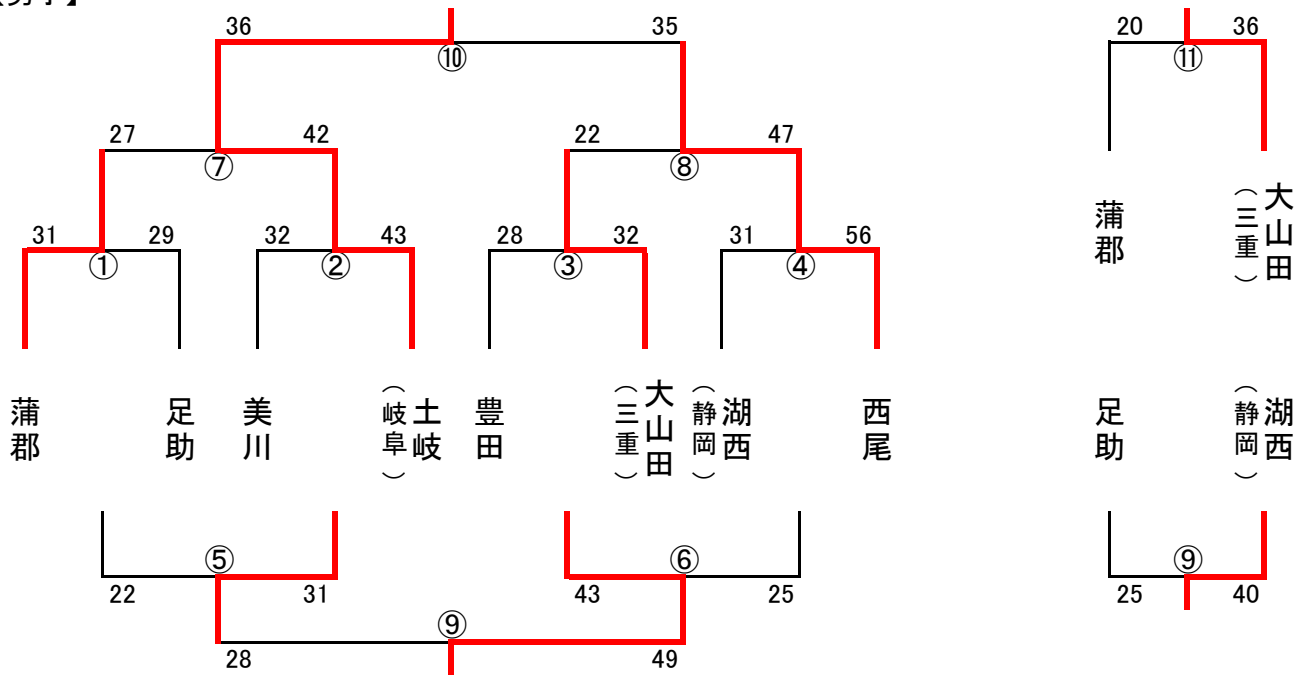 36 35 20 36
⑩ ⑪
27 42 22 47
⑦ ⑧
31 29 32 43 28 32 31 56
① ② ③ ④
蒲郡
大山田
(三重)
蒲郡
足助
美川
土岐
(岐阜)
豊田
大山田
(三重)
湖西
(静岡)
西尾
足助
湖西
(静岡)
⑤ ⑥ ⑨
22 31 43 25 25 40
⑨
28 49